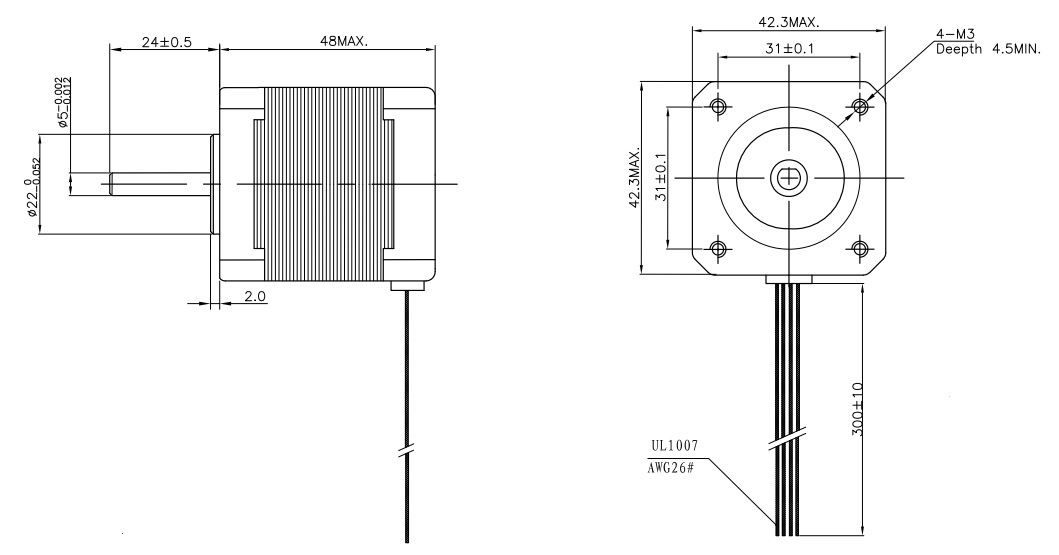 24±0.5
48MAX.
ø5-0.002
-0.012
ø22 0
-0.052
2.0
42.3MAX.
31±0.1
4-M3
Deepth 4.5MIN.
42.3MAX.
31±0.1
300±10
UL1007
AWG26#